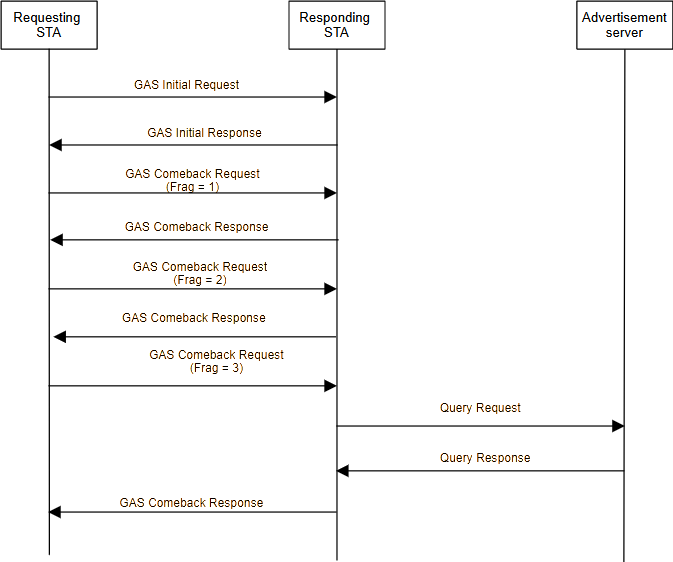 Requesting
STA
Responding
STA
Advertisement
server
GAS Initial Request
GAS Initial Response
GAS Comeback Request
(Frag = 1)
GAS Comeback Response
GAS Comeback Request
(Frag = 2)
GAS Comeback Response
GAS Comeback Request
(Frag = 3)
Query Request
Query Response
GAS Comeback Response